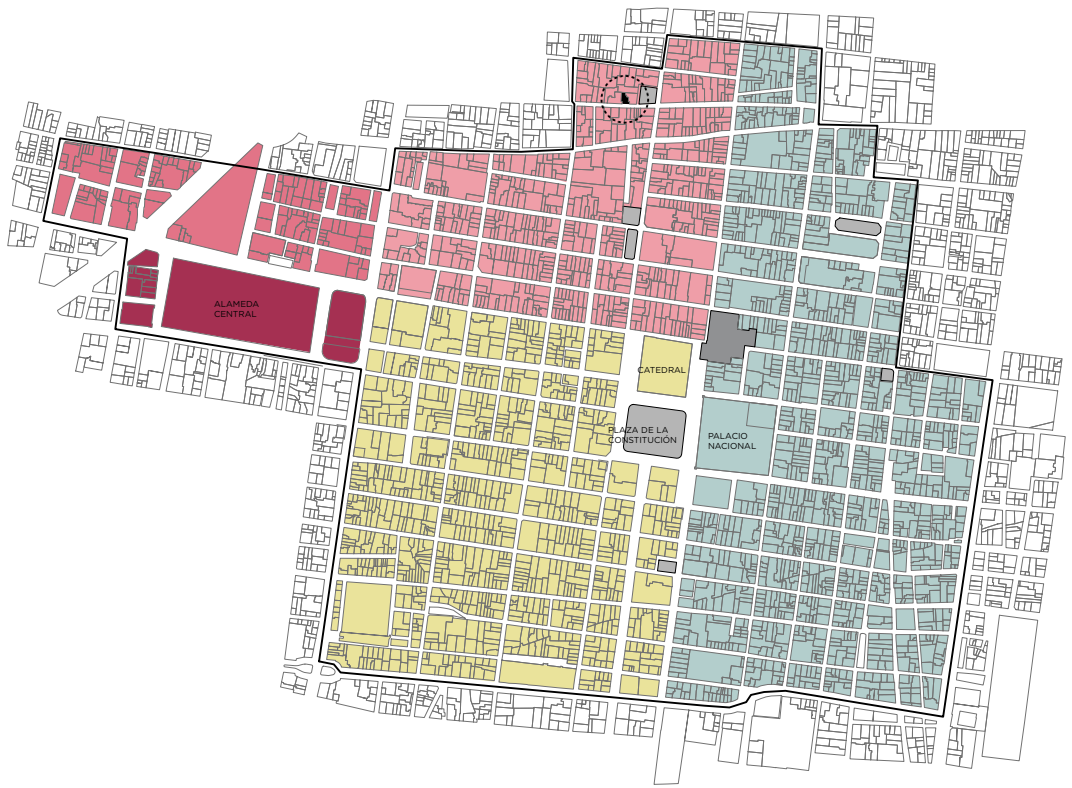 ALAMEDA
CENTRAL
CATEDRAL
PLAZA DE LA
CONSTITUCIÓN
PALACIO
NACIONAL